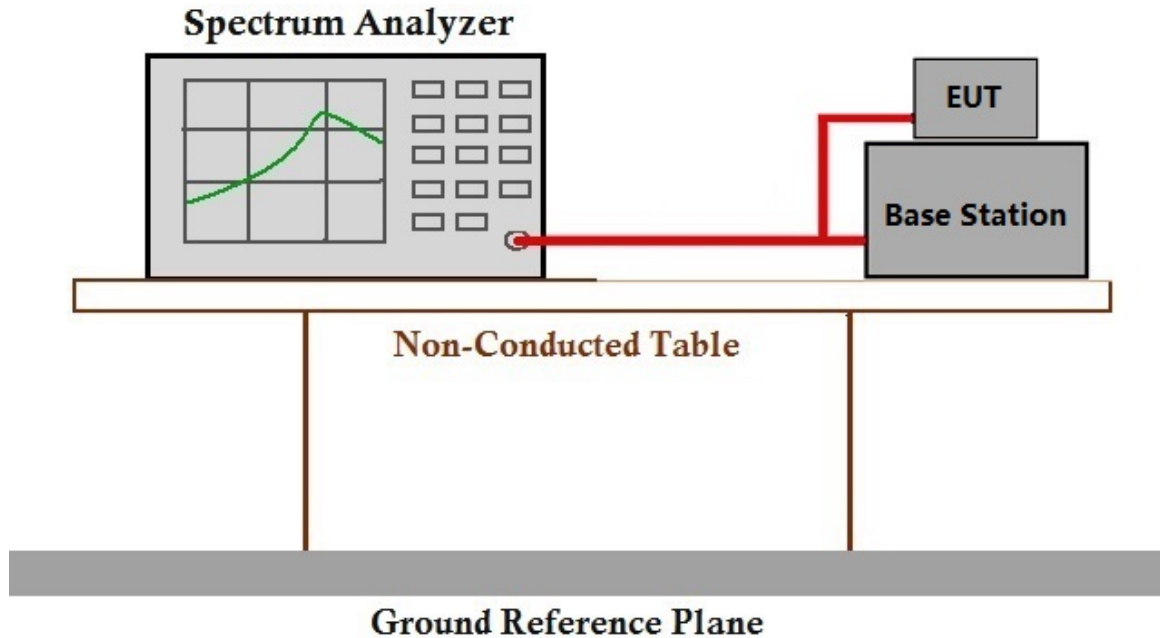 Spectrum Analyzer
EUT
Base Station
Non-Conducted Table
Ground Reference Plane